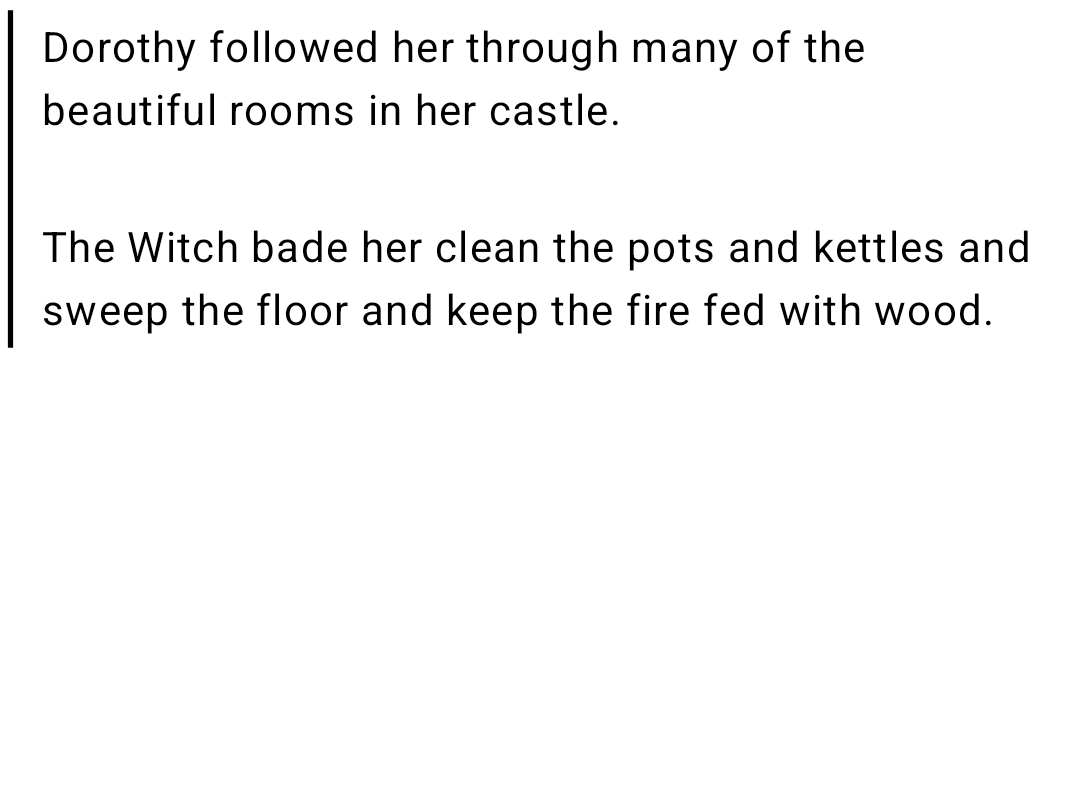 Dorothy followed her through many of the
beautiful rooms in her castle.
The Witch bade her clean the pots and kettles and
sweep the floor and keep the fire fed with wood.